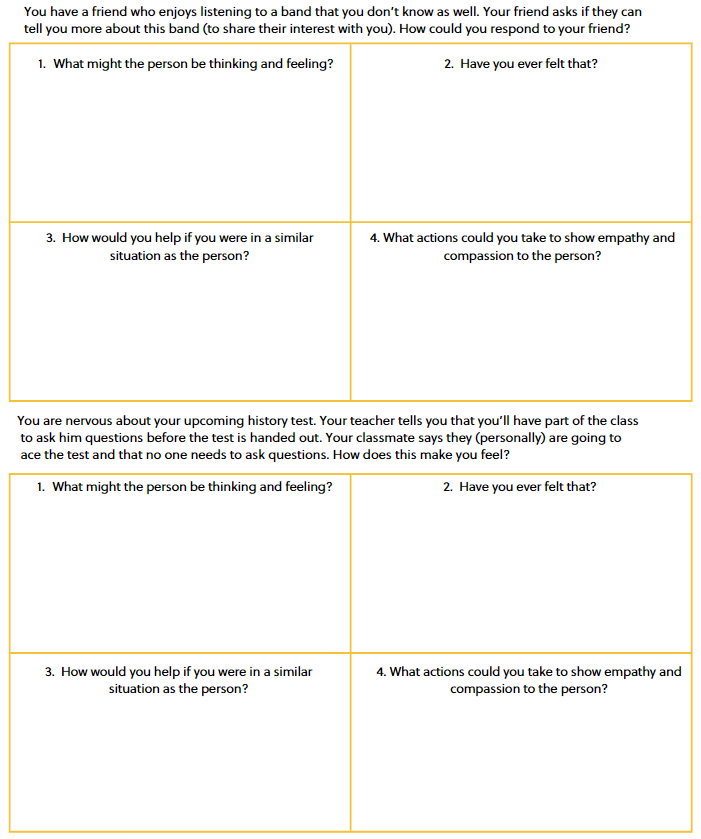 You have a friend who enjoys listening to a band that you don't know as well. Your friend asks if they can
tell you more about this band (to share their interest with you). How could you respond to your friend?
1. What might the person be thinking and feeling?
2. Have you ever felt that?
3. How would you help if you were in a similar
situation as the person?
4. What actions could you take to show empathy and
compassion to the person?
You are nervous about your upcoming history test. Your teacher tells you that you'll have part of the class
to ask him questions before the test is handed out. Your classmate says they (personally) are going to
ace the test and that no one needs to ask questions. How does this make you feel?
1. What might the person be thinking and feeling?
2. Have you ever felt that?
3. How would you help if you were in a similar
situation as the person?
4. What actions could you take to show empathy and
compassion to the person?